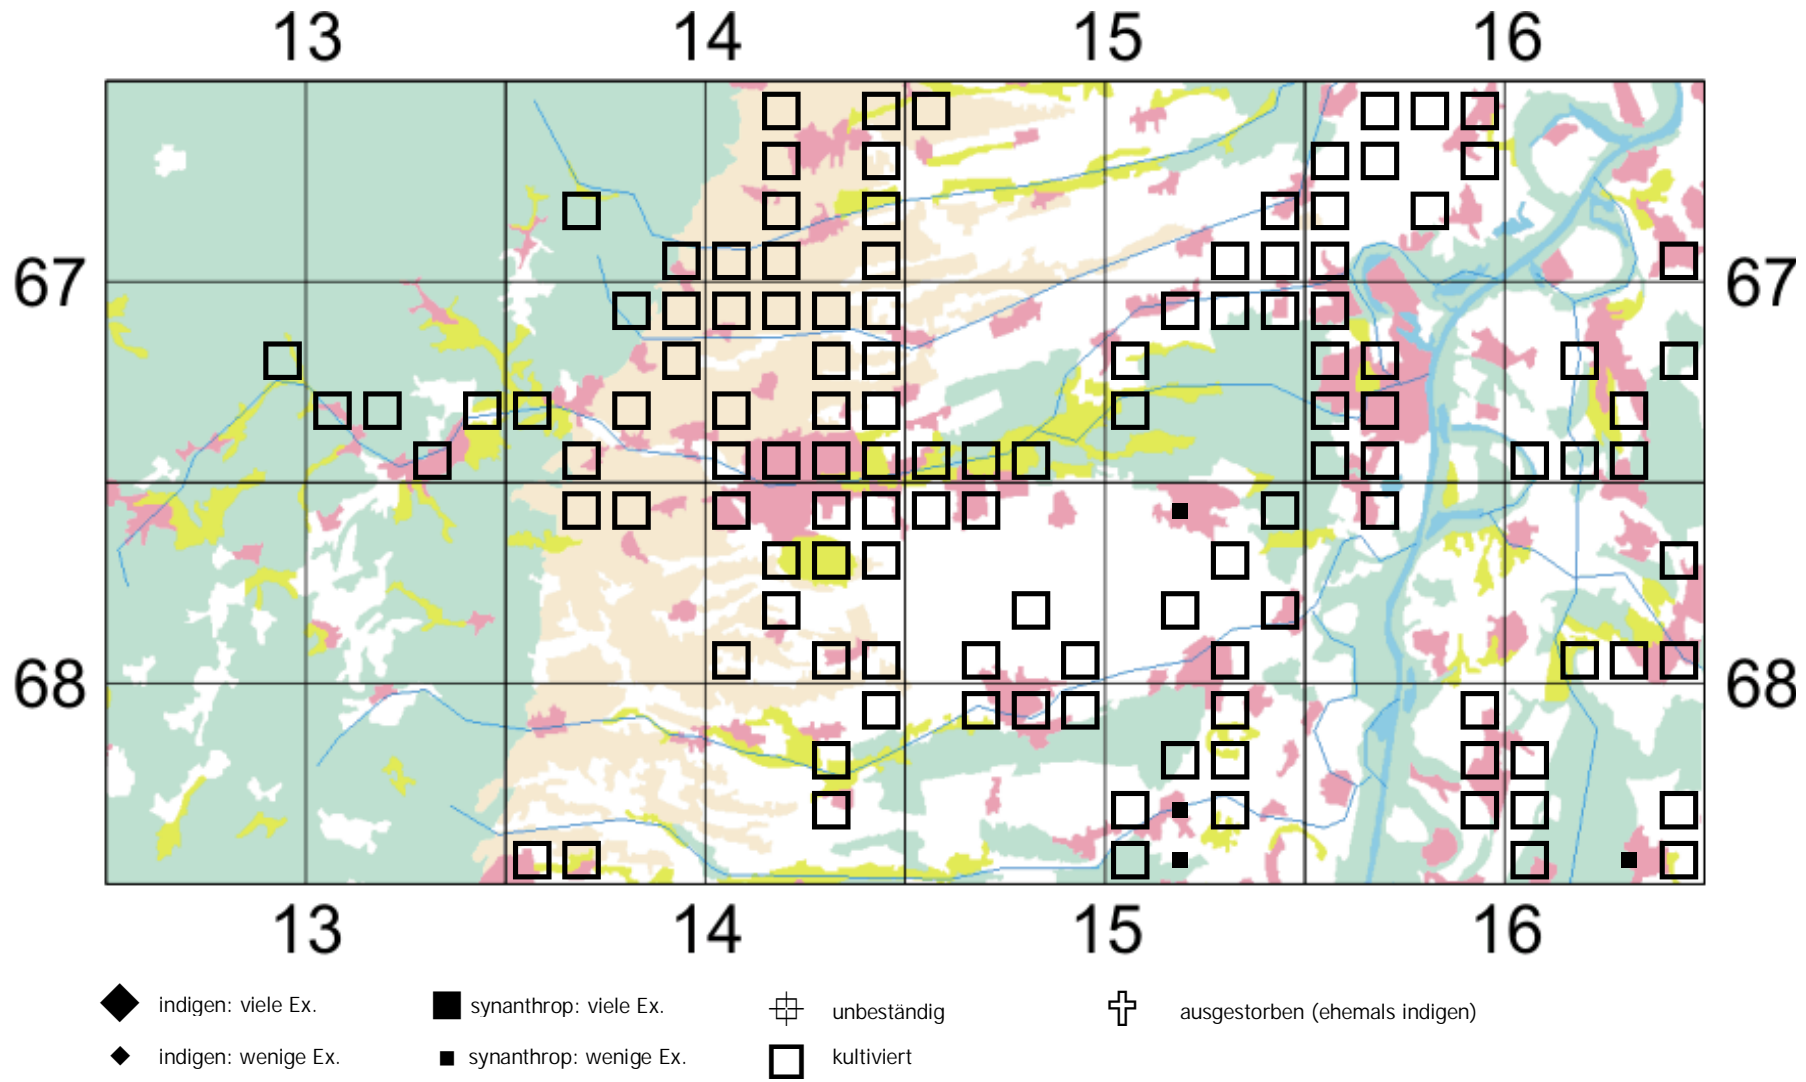 13 14 15 16
67 67
68 68
13 14 15 16
indigen: viele Ex. synanthrop: viele Ex. unbeständig ausgestorben (ehemals indigen)
indigen: wenige Ex. synanthrop: wenige Ex. kultiviert